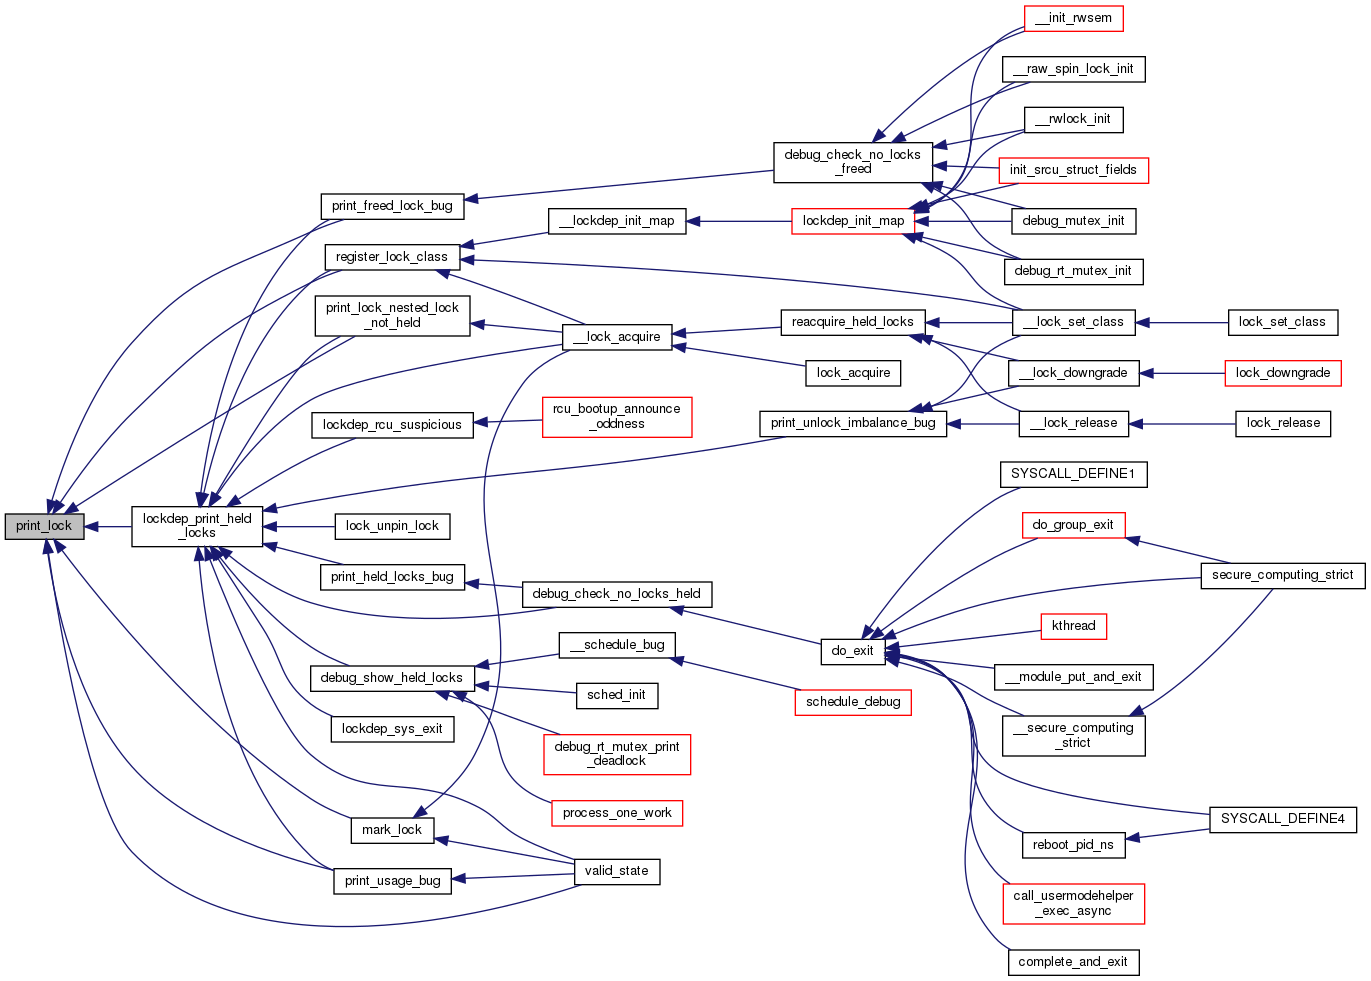 __init_rwsem
__raw_spin_lock_init
__rwlock_init
debug_check_no_locks
_freed
init_srcu_struct_fields
print_freed_lock_bug
__lockdep_init_map
lockdep_init_map
debug_mutex_init
register_lock_class
debug_rt_mutex_init
print_lock_nested_lock
_not_held
__lock_acquire
reacquire_held_locks
__lock_set_class
lock_set_class
lock_acquire
__lock_downgrade
lock_downgrade
lockdep_rcu_suspicious
rcu_bootup_announce
_oddness
print_unlock_imbalance_bug
__lock_release
lock_release
SYSCALL_DEFINE1
print_lock
lockdep_print_held
_locks
lock_unpin_lock
do_group_exit
print_held_locks_bug
debug_check_no_locks_held
secure_computing_strict
kthread
do_exit
__schedule_bug
debug_show_held_locks
__module_put_and_exit
sched_init
schedule_debug
lockdep_sys_exit
__secure_computing
_strict
debug_rt_mutex_print
_deadlock
process_one_work
SYSCALL_DEFINE4
mark_lock
reboot_pid_ns
valid_state
print_usage_bug
call_usermodehelper
_exec_async
complete_and_exit